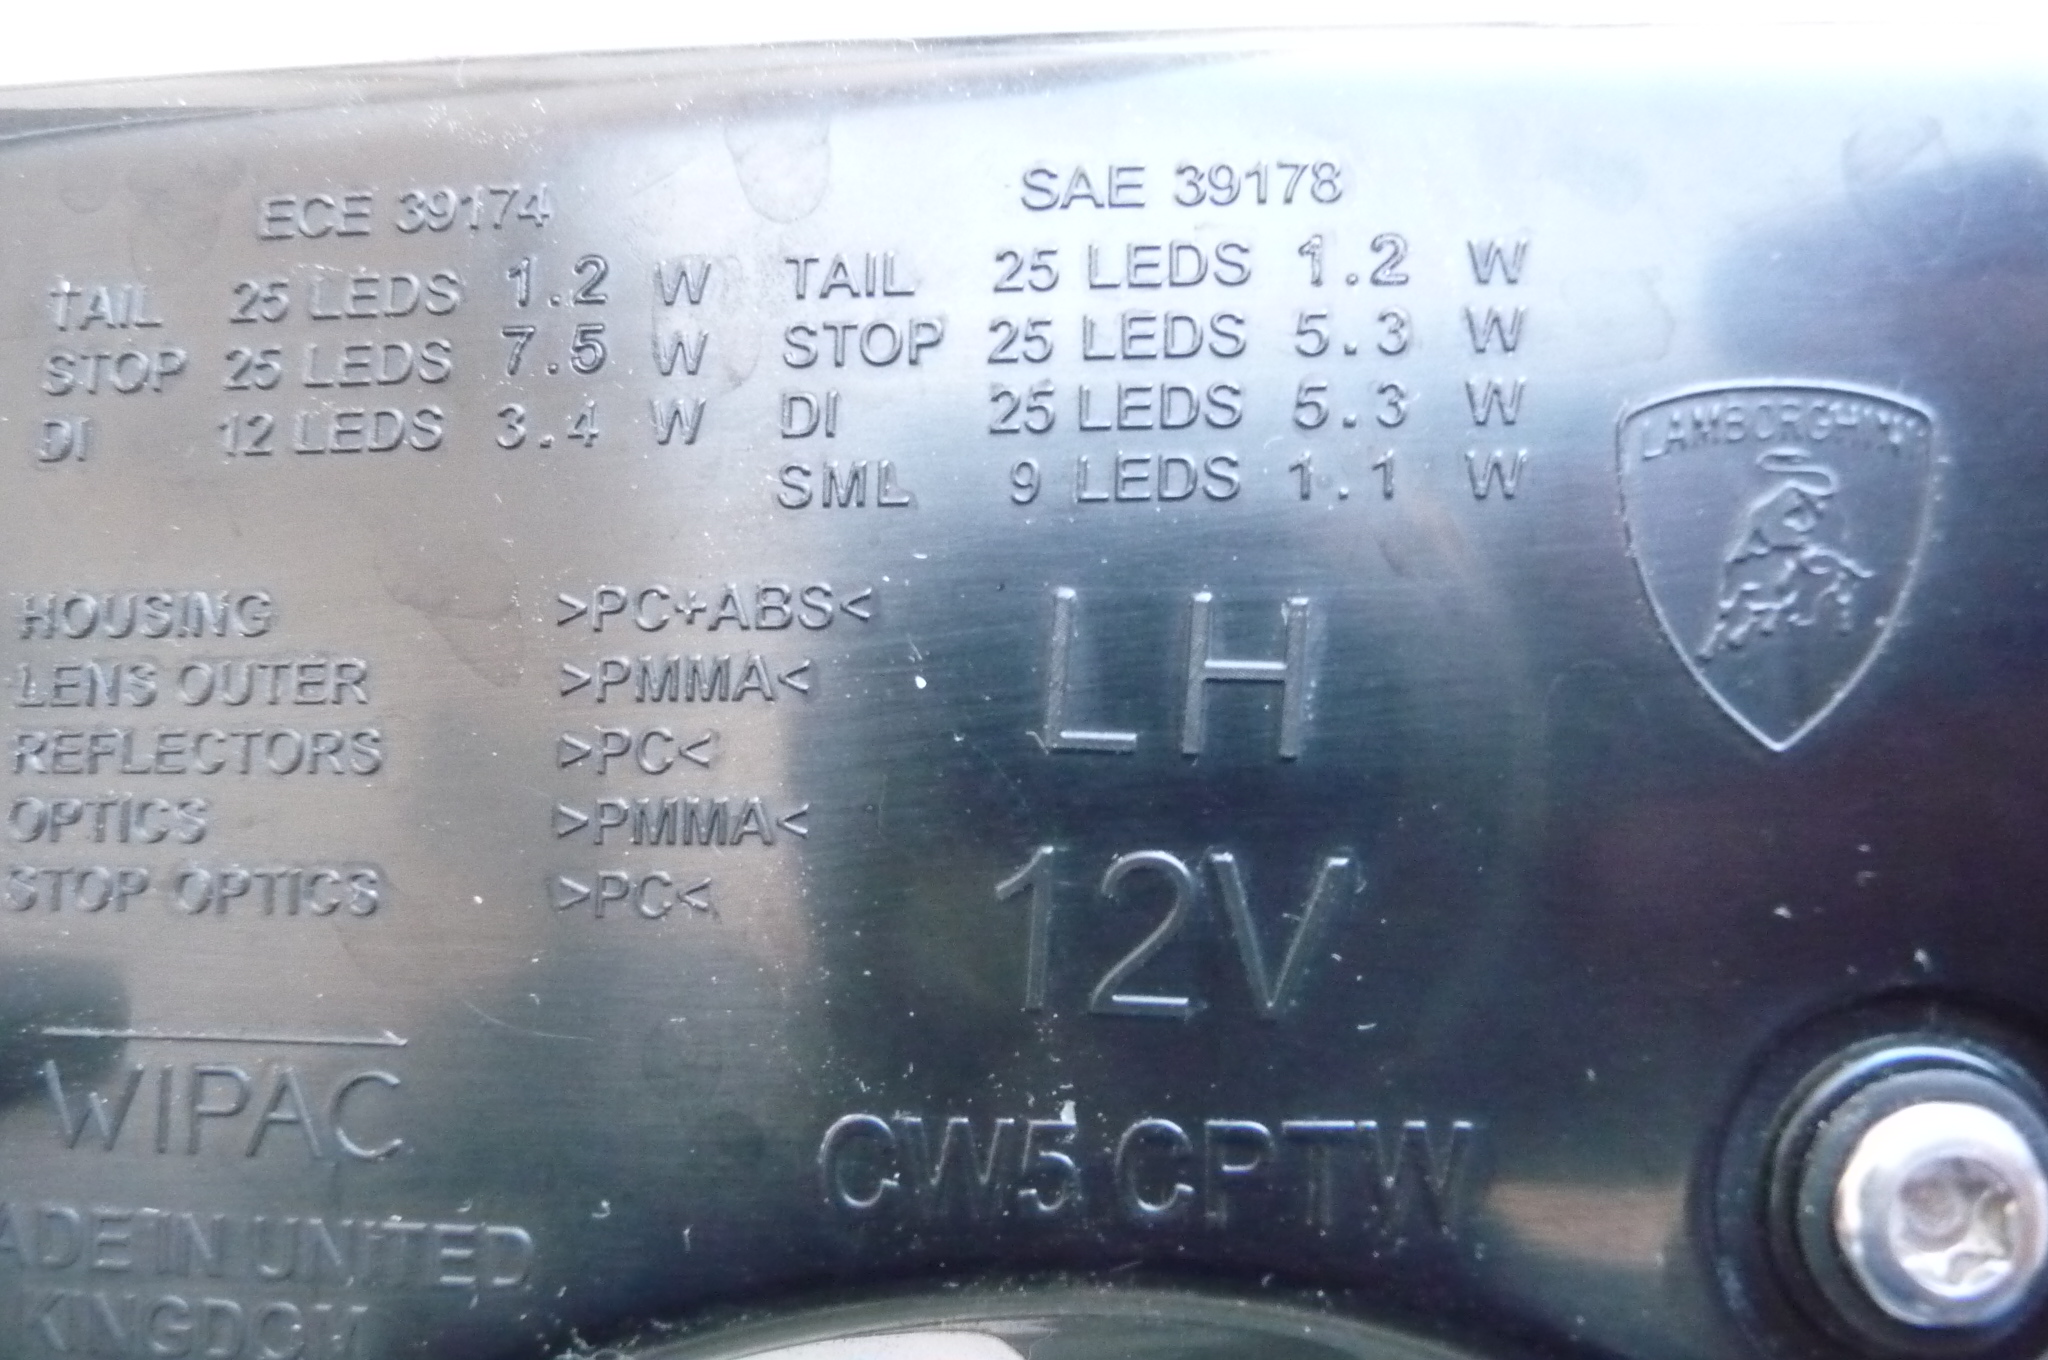 ECE 39174
TAIL 25 LEDS 1.2 W
STOP 25 LEDS 7.5 W
DI 12 LEDS 3.4 W
SAE 39178
TAIL 25 LEDS 1.2 W
STOP 25 LEDS 5.3 W
DI 25 LEDS 5.3 W
SML 9 LEDS 1.1 W
LAMBORGHINI
HOUSING >PC+ABS<
LENS OUTER >PMMA<
REFLECTORS >PC<
OPTICS >PMMA<
STOP OPTICS >PC<
LH
12V
WIPAC
CW5 CPTW
ADE IN UNITED
KINGDOM